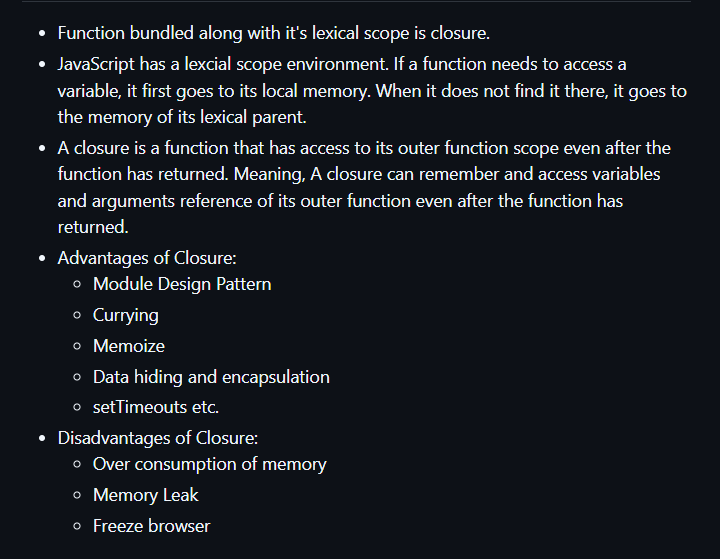 Function bundled along with it's lexical scope is closure.
JavaScript has a lexcial scope environment. If a function needs to access a
variable, it first goes to its local memory. When it does not find it there, it goes to
the memory of its lexical parent.
A closure is a function that has access to its outer function scope even after the
function has returned. Meaning, A closure can remember and access variables
and arguments reference of its outer function even after the function has
returned.
Advantages of Closure:
Module Design Pattern
Currying
Memoize
Data hiding and encapsulation
setTimeouts etc.
Disadvantages of Closure:
Over consumption of memory
Memory Leak
Freeze browser